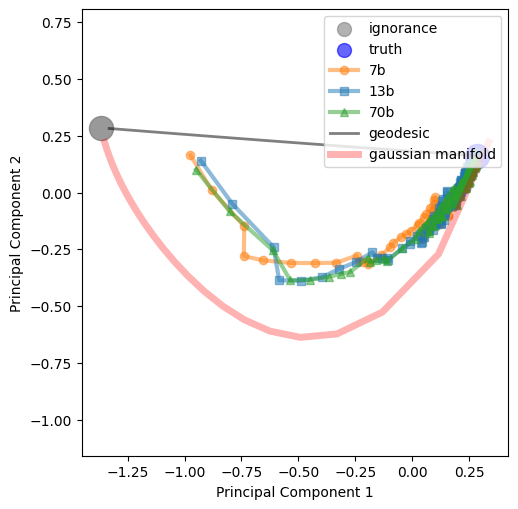 ignorance
truth
7b
13b
70b
geodesic
gaussian manifold
Principal Component 2
0.75
0.50
0.25
0.00
−0.25
−0.50
−0.75
−1.00
−1.25 −1.00 −0.75 −0.50 −0.25 0.00 0.25
Principal Component 1